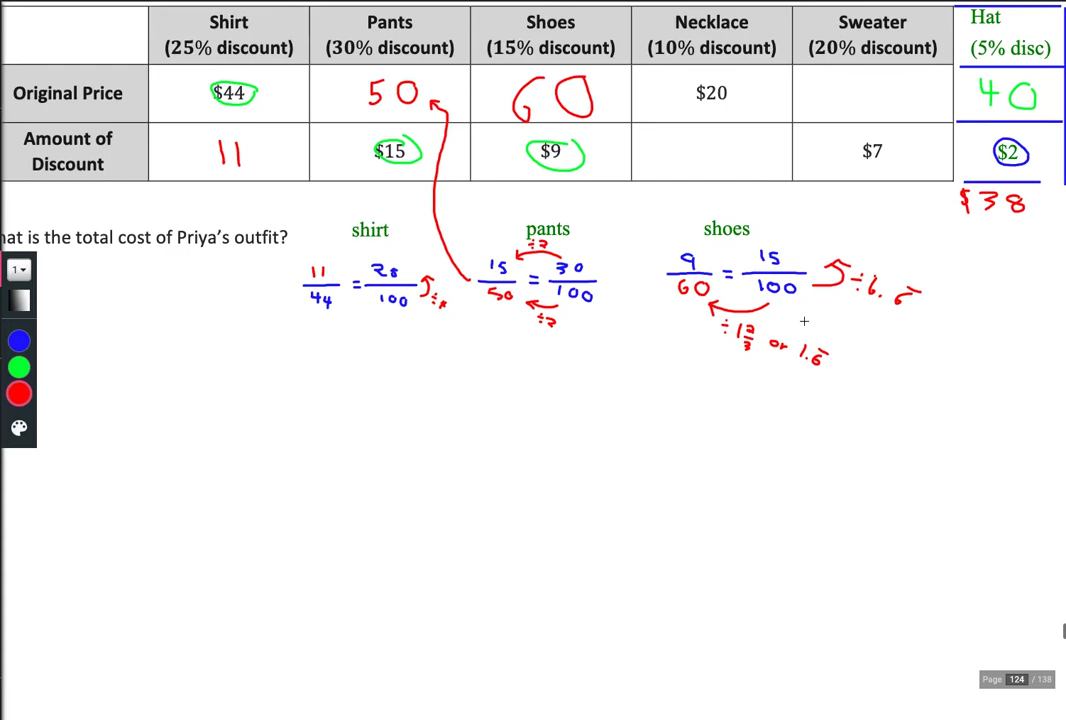 Shirt (25% discount) Pants (30% discount) Shoes (15% discount) Necklace (10% discount) Sweater (20% discount) Hat (5% disc)
Original Price $44 50 60 $20 40
Amount of Discount 11 $15 $9 $7 $2
$38
hat is the total cost of Priya's outfit?
shirt pants shoes
÷2
11/44 = 25/100 15/50 = 30/100 9/60 = 15/100 ÷6.6̅
÷2
÷1 2/3 or 1.6̅
1
Page 124 / 138